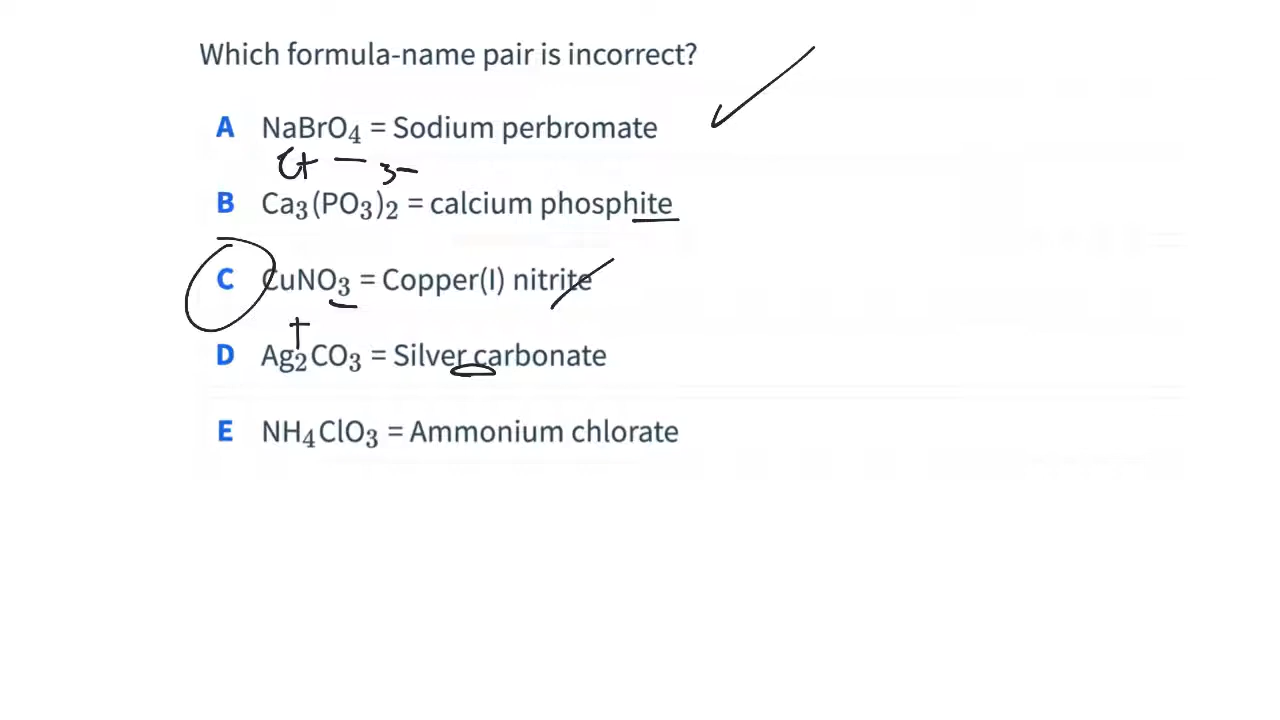 Which formula-name pair is incorrect?
A NaBrO₄ = Sodium perbromate
B Ca₃(PO₃)₂ = calcium phosphite
C CuNO₃ = Copper(I) nitrite
+
D Ag₂CO₃ = Silver carbonate
E NH₄ClO₃ = Ammonium chlorate